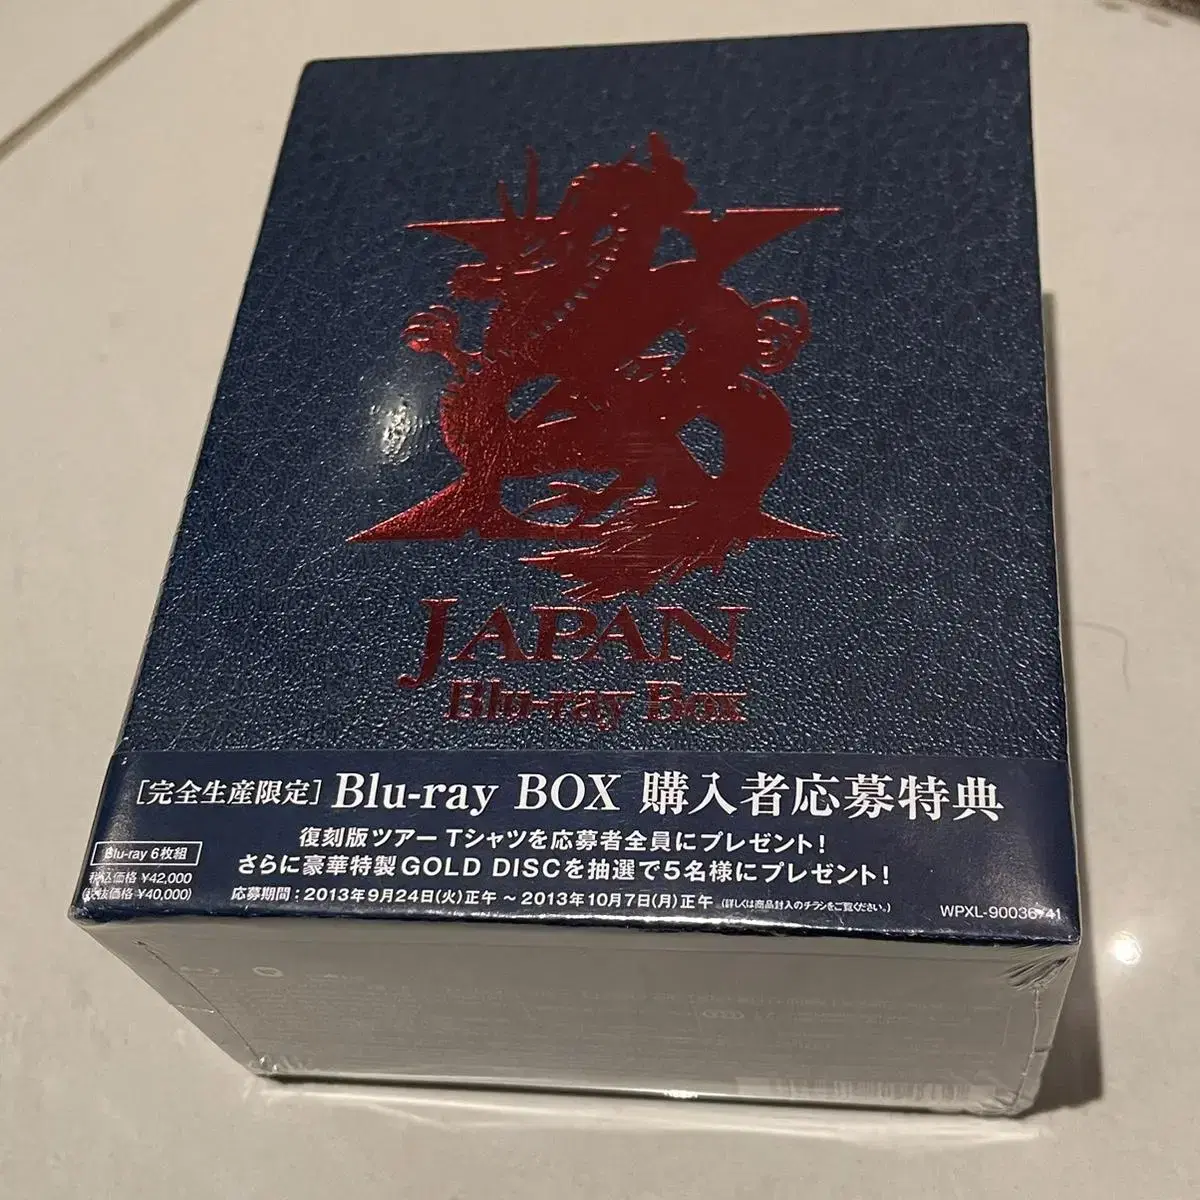 X
JAPAN
Blu-ray Box
[完全生産限定] Blu-ray BOX 購入者応募特典
復刻版ツアーTシャツを応募者全員にプレゼント!
さらに豪華特製GOLD DISCを抽選で5名様にプレゼント!
Blu-ray 6枚組
税込価格 ¥42,000
(税抜価格 ¥40,000)
応募期間:2013年9月24日(火)正午 ~ 2013年10月7日(月)正午 (詳しくは商品封入のチラシをご覧ください。)
WPXL-90036/41